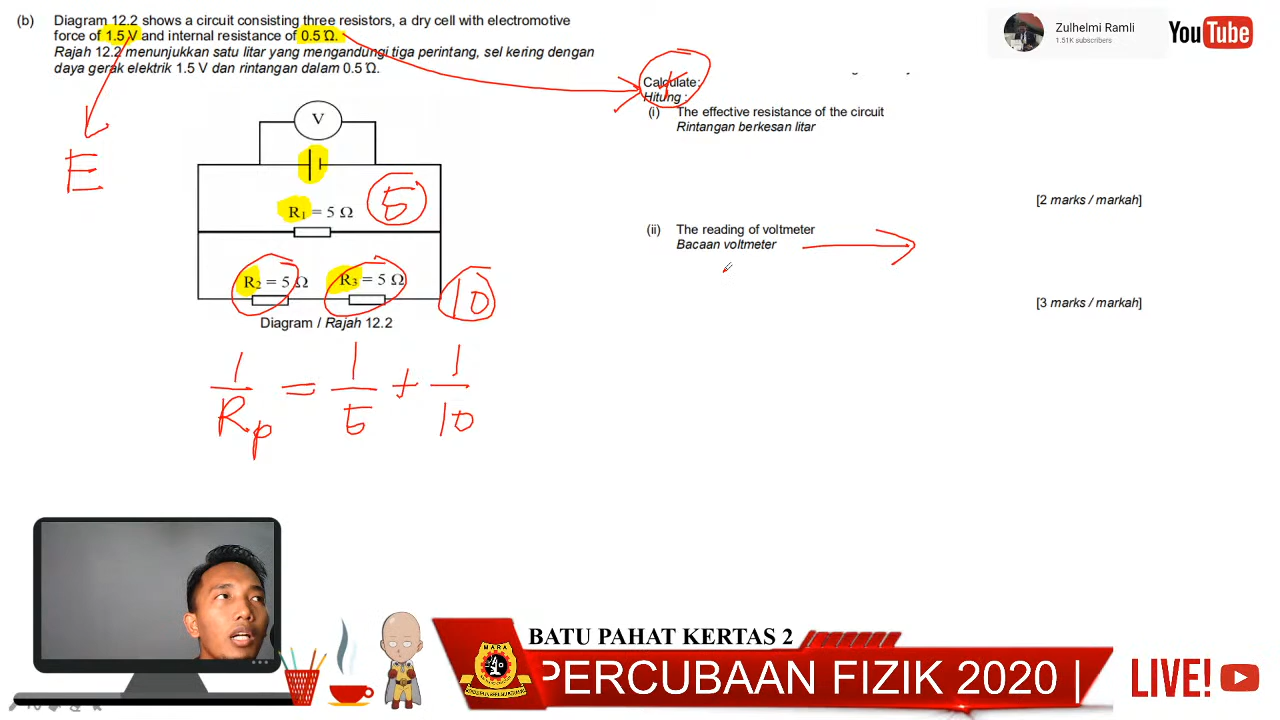 (b) Diagram 12.2 shows a circuit consisting three resistors, a dry cell with electromotive
force of 1.5 V and internal resistance of 0.5 Ω.
Rajah 12.2 menunjukkan satu litar yang mengandungi tiga perintang, sel kering dengan
daya gerak elektrik 1.5 V dan rintangan dalam 0.5 Ω.
E
V
R1 = 5 Ω
5
R2 = 5 Ω
R3 = 5 Ω
10
Diagram / Rajah 12.2
1/Rp = 1/5 + 1/10
Zulhelmi Ramli
1.51K subscribers
YouTube
Calculate:
Hitung :
r
(i) The effective resistance of the circuit
Rintangan berkesan litar
[2 marks / markah]
(ii) The reading of voltmeter
Bacaan voltmeter
[3 marks / markah]
BATU PAHAT KERTAS 2
MARA
PERCUBAAN FIZIK 2020 |
LIVE!